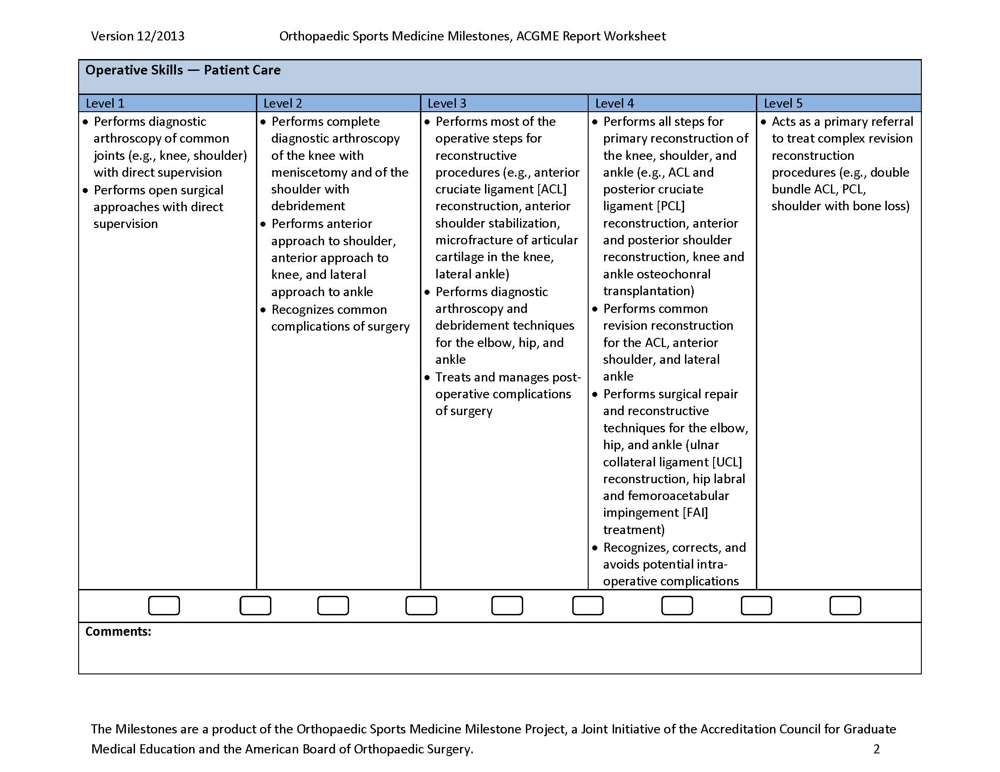 Version 12/2013 Orthopaedic Sports Medicine Milestones, ACGME Report Worksheet
Operative Skills — Patient Care
Level 1
• Performs diagnostic
arthroscopy of common
joints (e.g., knee, shoulder)
with direct supervision
• Performs open surgical
approaches with direct
supervision
Level 2
• Performs complete
diagnostic arthroscopy
of the knee with
meniscetomy and of the
shoulder with
debridement
• Performs anterior
approach to shoulder,
anterior approach to
knee, and lateral
approach to ankle
• Recognizes common
complications of surgery
Level 3
• Performs most of the
operative steps for
reconstructive
procedures (e.g., anterior
cruciate ligament [ACL]
reconstruction, anterior
shoulder stabilization,
microfracture of articular
cartilage in the knee,
lateral ankle)
• Performs diagnostic
arthroscopy and
debridement techniques
for the elbow, hip, and
ankle
• Treats and manages post-
operative complications
of surgery
Level 4
• Performs all steps for
primary reconstruction of
the knee, shoulder, and
ankle (e.g., ACL and
posterior cruciate
ligament [PCL]
reconstruction, anterior
and posterior shoulder
reconstruction, knee and
ankle osteochonral
transplantation)
• Performs common
revision reconstruction
for the ACL, anterior
shoulder, and lateral
ankle
• Performs surgical repair
and reconstructive
techniques for the elbow,
hip, and ankle (ulnar
collateral ligament [UCL]
reconstruction, hip labral
and femoroacetabular
impingement [FAI]
treatment)
• Recognizes, corrects, and
avoids potential intra-
operative complications
Level 5
• Acts as a primary referral
to treat complex revision
reconstruction
procedures (e.g., double
bundle ACL, PCL,
shoulder with bone loss)
Comments:
The Milestones are a product of the Orthopaedic Sports Medicine Milestone Project, a Joint Initiative of the Accreditation Council for Graduate
Medical Education and the American Board of Orthopaedic Surgery. 2